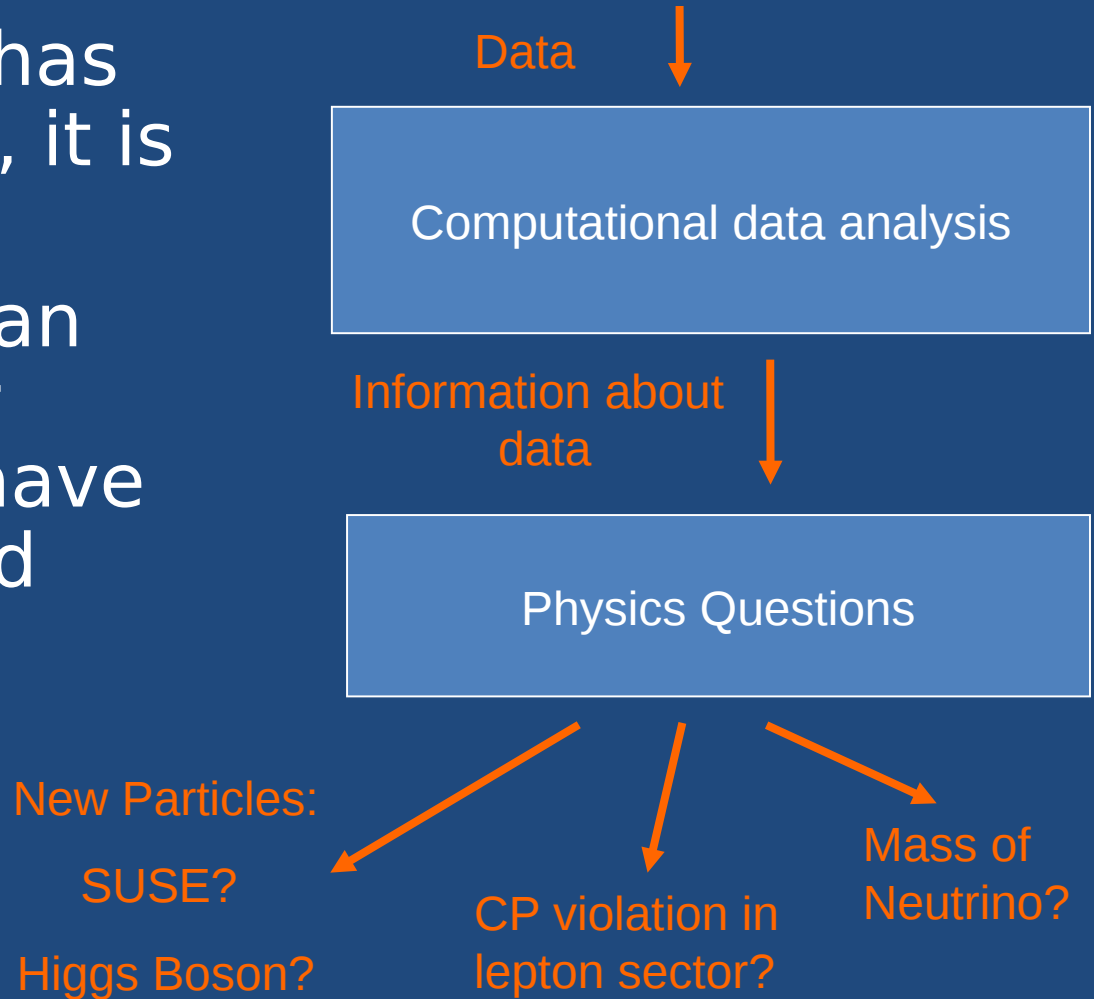 has
, it is
an
have
d
Data
Computational data analysis
Information about
data
Physics Questions
New Particles:
SUSE?
Higgs Boson?
CP violation in
lepton sector?
Mass of
Neutrino?